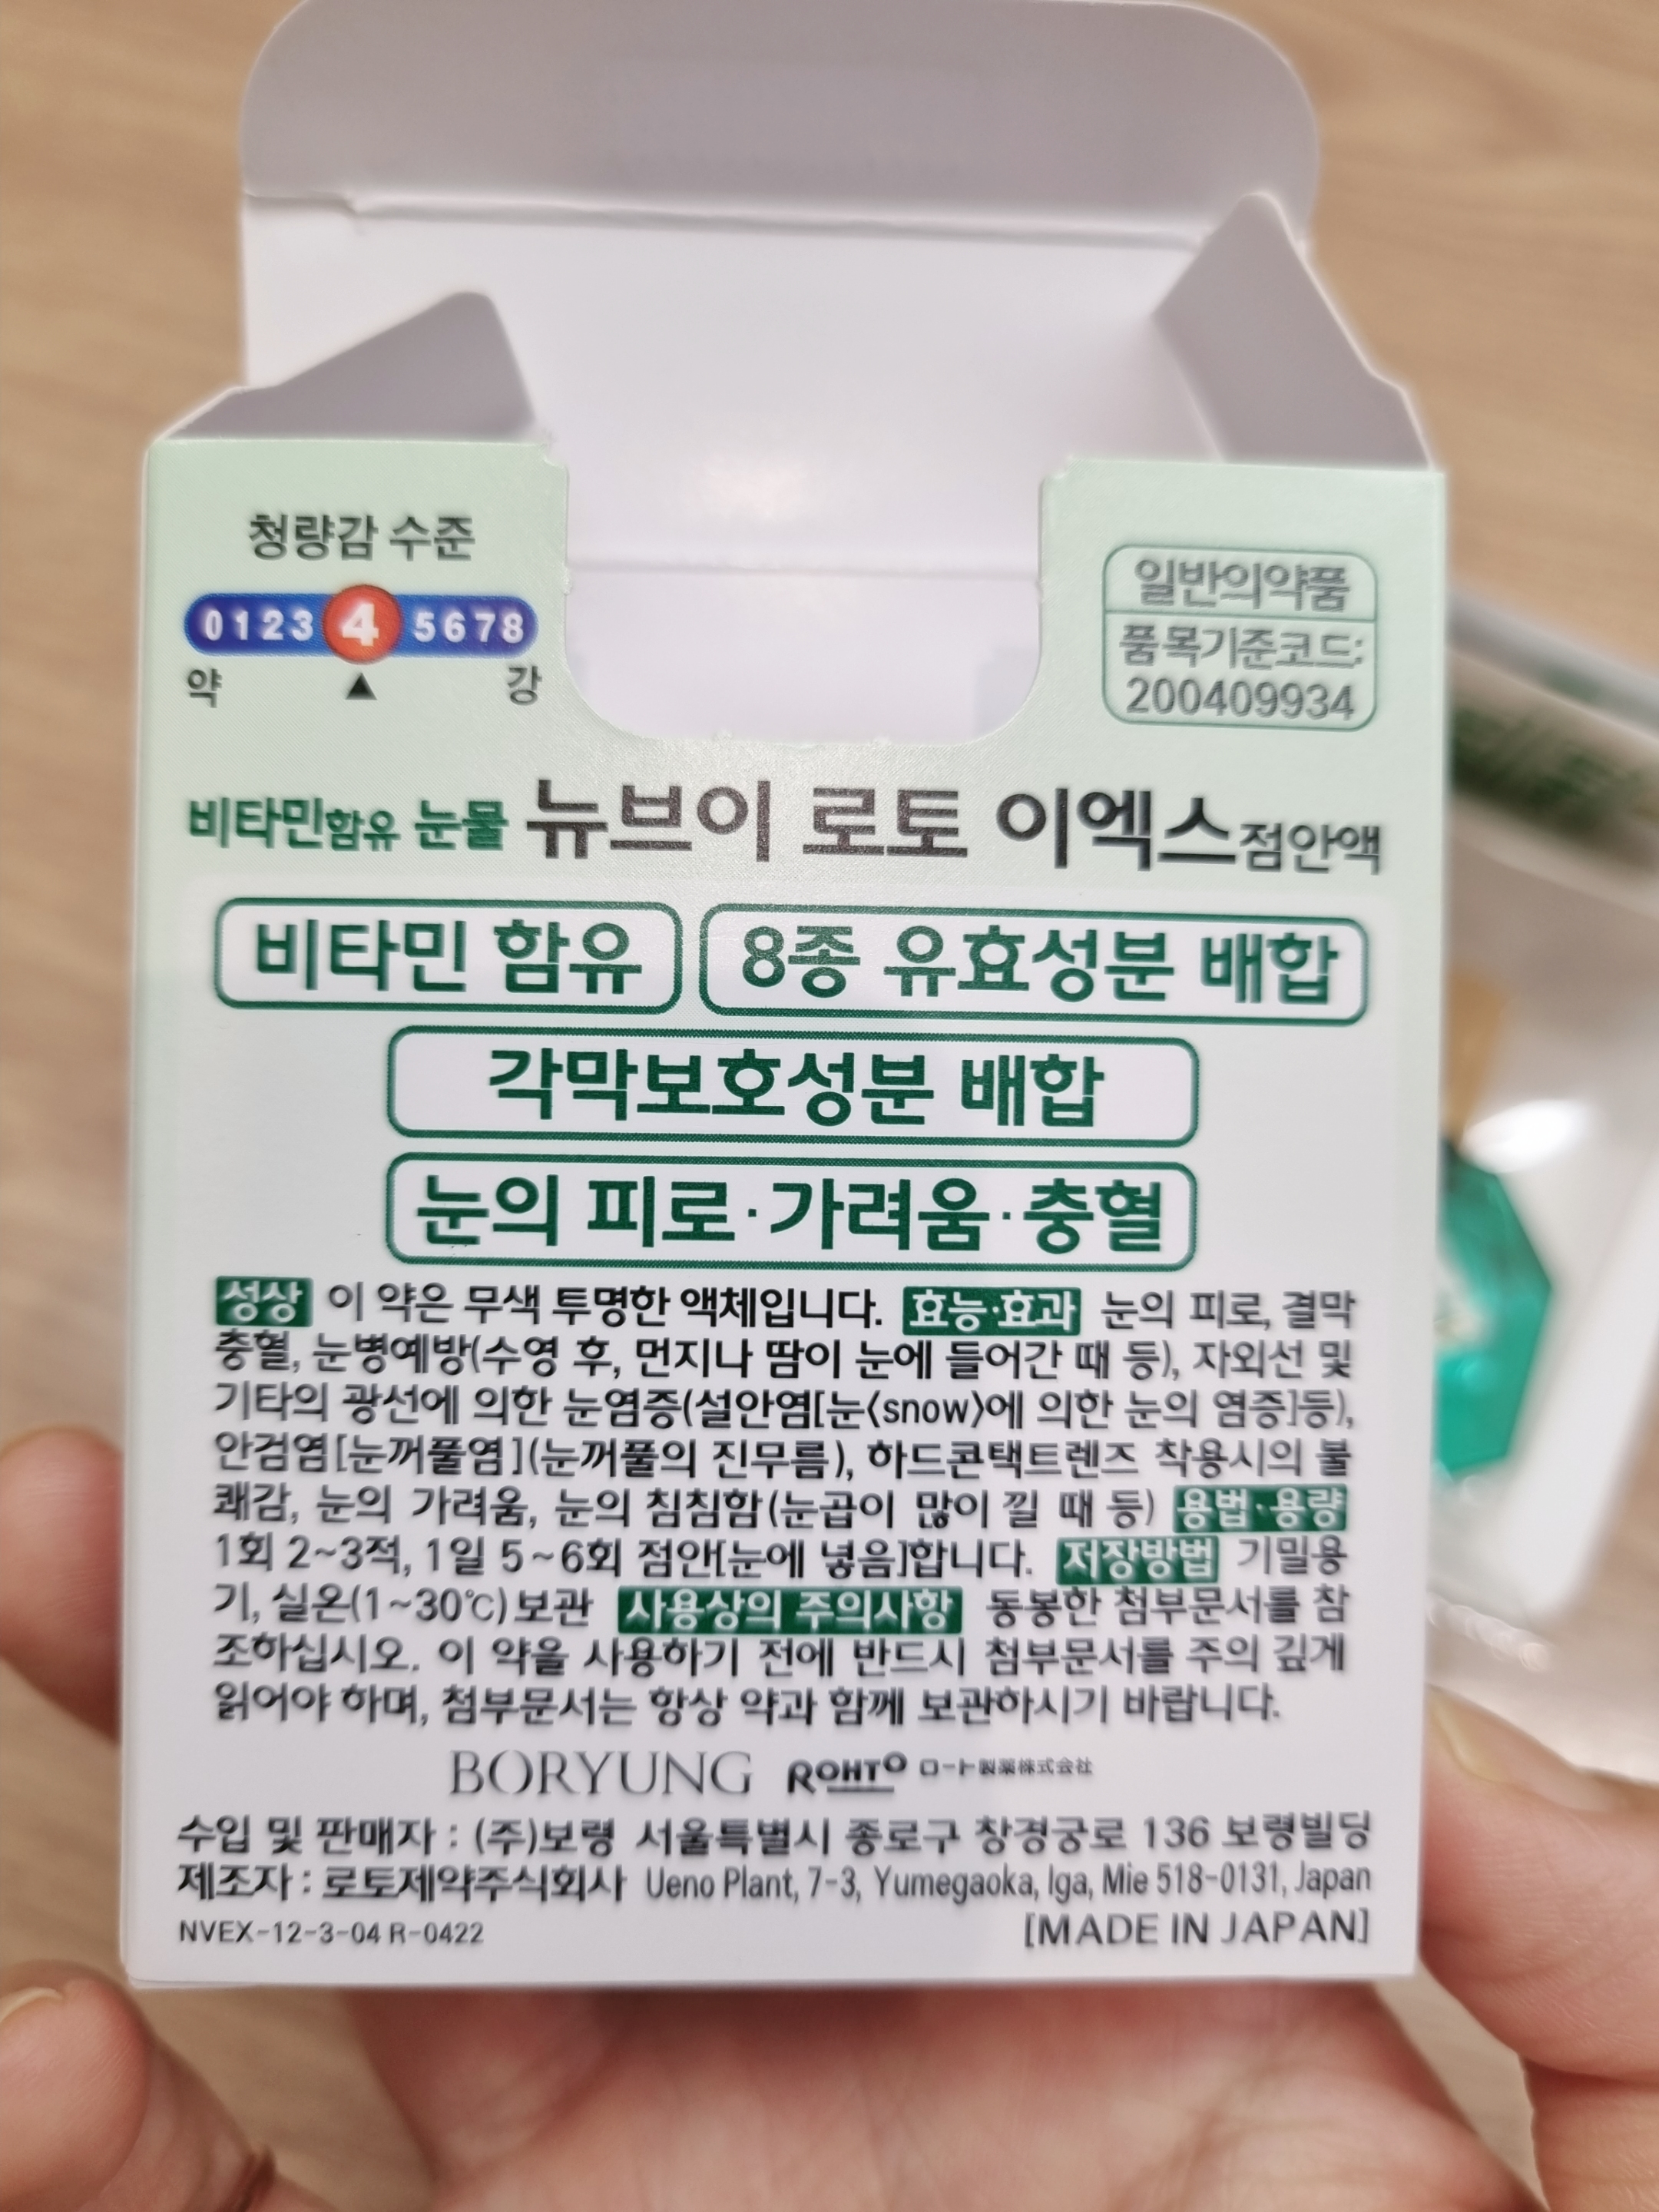 청량감 수준
0 1 2 3 4 5 6 7 8
약 ▲ 강
일반의약품
품목기준코드:
200409934
비타민함유 눈물 뉴브이 로토 이엑스점안액
비타민 함유 8종 유효성분 배합
각막보호성분 배합
눈의 피로·가려움·충혈
성상 이 약은 무색 투명한 액체입니다. 효능·효과 눈의 피로, 결막
충혈, 눈병예방(수영 후, 먼지나 땀이 눈에 들어간 때 등), 자외선 및
기타의 광선에 의한 눈염증(설안염[눈<snow>에 의한 눈의 염증]등),
안검염[눈꺼풀염](눈꺼풀의 진무름), 하드콘택트렌즈 착용시의 불
쾌감, 눈의 가려움, 눈의 침침함(눈곱이 많이 낄 때 등) 용법·용량
1회 2~3적, 1일 5~6회 점안[눈에 넣음]합니다. 저장방법 기밀용
기, 실온(1~30℃)보관 사용상의 주의사항 동봉한 첨부문서를 참
조하십시오. 이 약을 사용하기 전에 반드시 첨부문서를 주의 깊게
읽어야 하며, 첨부문서는 항상 약과 함께 보관하시기 바랍니다.
BORYUNG ROHTO ロート製薬株式会社
수입 및 판매자 : (주)보령 서울특별시 종로구 창경궁로 136 보령빌딩
제조자 : 로토제약주식회사 Ueno Plant, 7-3, Yumegaoka, Iga, Mie 518-0131, Japan
NVEX-12-3-04 R-0422 [MADE IN JAPAN]